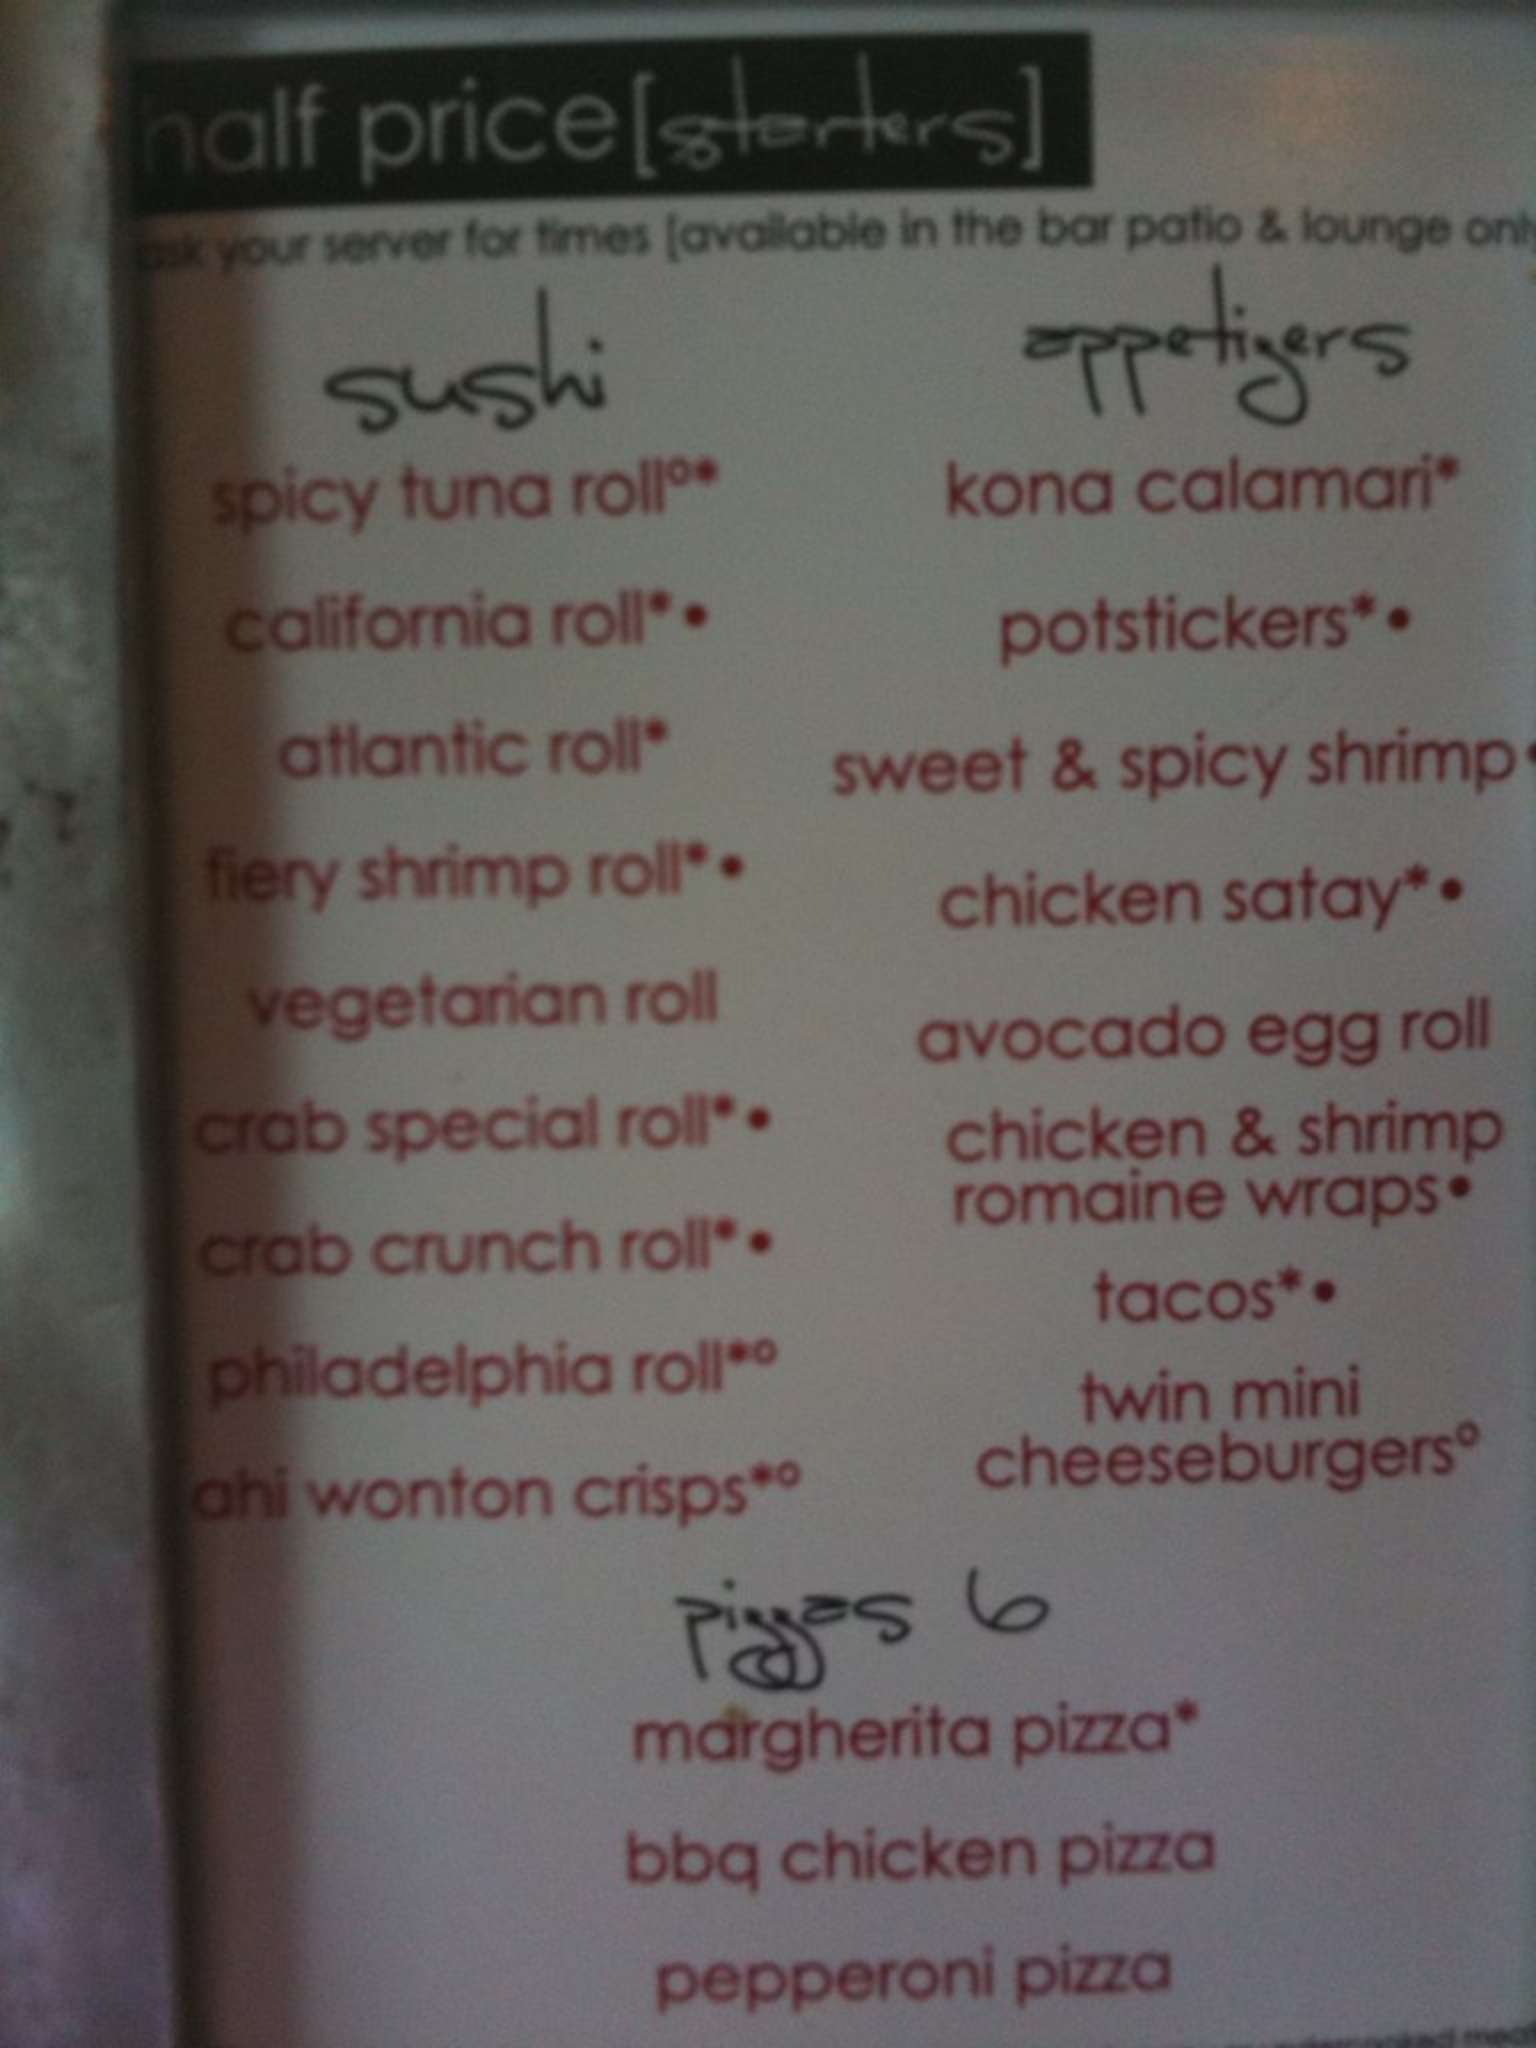 half price [starters]
ask your server for times [available in the bar patio & lounge only
sushi
spicy tuna roll°*
california roll*•
atlantic roll*
fiery shrimp roll*•
vegetarian roll
crab special roll*•
crab crunch roll*•
philadelphia roll*°
ahi wonton crisps*°
appetizers
kona calamari*
potstickers*•
sweet & spicy shrimp•
chicken satay*•
avocado egg roll
chicken & shrimp
romaine wraps•
tacos*•
twin mini
cheeseburgers°
pizzas 6
margherita pizza*
bbq chicken pizza
pepperoni pizza